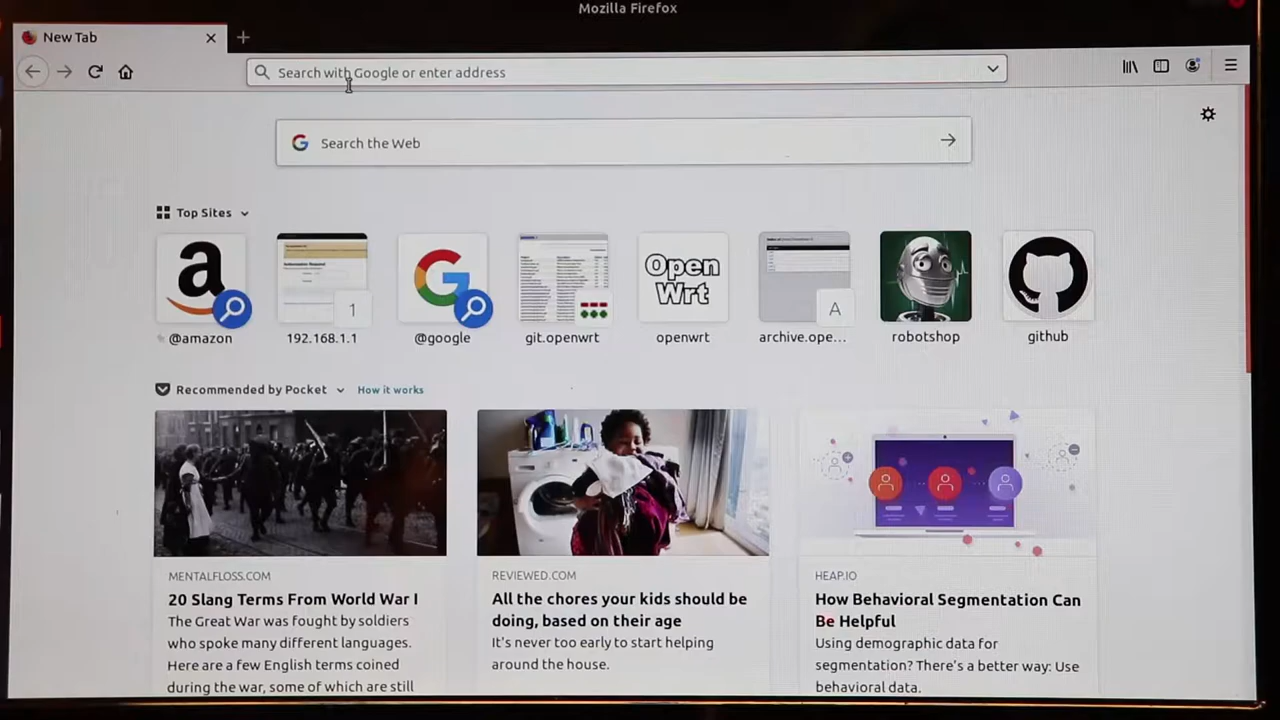 Mozilla Firefox
New Tab
Search with Google or enter address
Search the Web
Top Sites
1
Open
Wrt
A
@amazon
192.168.1.1
@google
git.openwrt
openwrt
archive.ope...
robotshop
github
Recommended by Pocket
How it works
MENTALFLOSS.COM
20 Slang Terms From World War I
The Great War was fought by soldiers
who spoke many different languages.
Here are a few English terms coined
during the war, some of which are still
REVIEWED.COM
All the chores your kids should be
doing, based on their age
It's never too early to start helping
around the house.
HEAP.IO
How Behavioral Segmentation Can
Be Helpful
Using demographic data for
segmentation? There's a better way: Use
behavioral data.